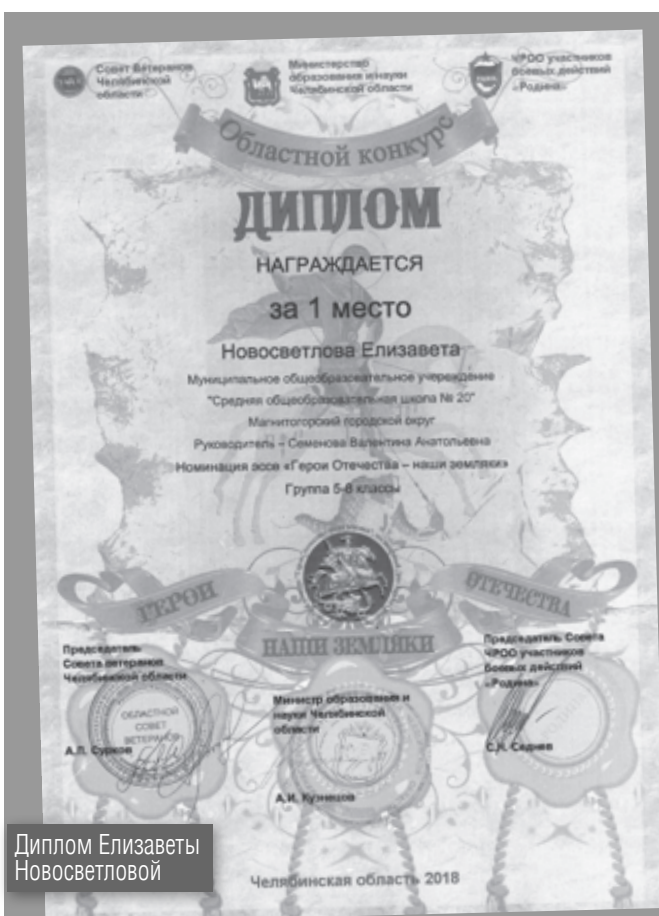 Совет Ветеранов
Челябинской
области
Министерство
образования и науки
Челябинской области
ЧРОО участников
боевых действий
«Родина»
Областной конкурс
ДИПЛОМ
НАГРАЖДАЕТСЯ
за 1 место
Новосветлова Елизавета
Муниципальное общеобразовательное учереждение
"Средняя общеобразовательная школа № 20"
Магнитогорский городской округ
Руководитель – Семенова Валентина Анатольевна
Номинация эссе «Герои Отечества – наши земляки»
Группа 5-8 классы
ГЕРОИ
ОТЕЧЕСТВА
НАШИ ЗЕМЛЯКИ
Председатель
Совета ветеранов
Челябинской области
ОБЛАСТНОЙ
СОВЕТ
ВЕТЕРАНОВ
А.П. Сурков
Министр образования и
науки Челябинской
области
А.И. Кузнецов
Председатель Совета
ЧРОО участников
боевых действий
«Родина»
С.К. Седнев
Челябинская область 2018
Диплом Елизаветы
Новосветловой